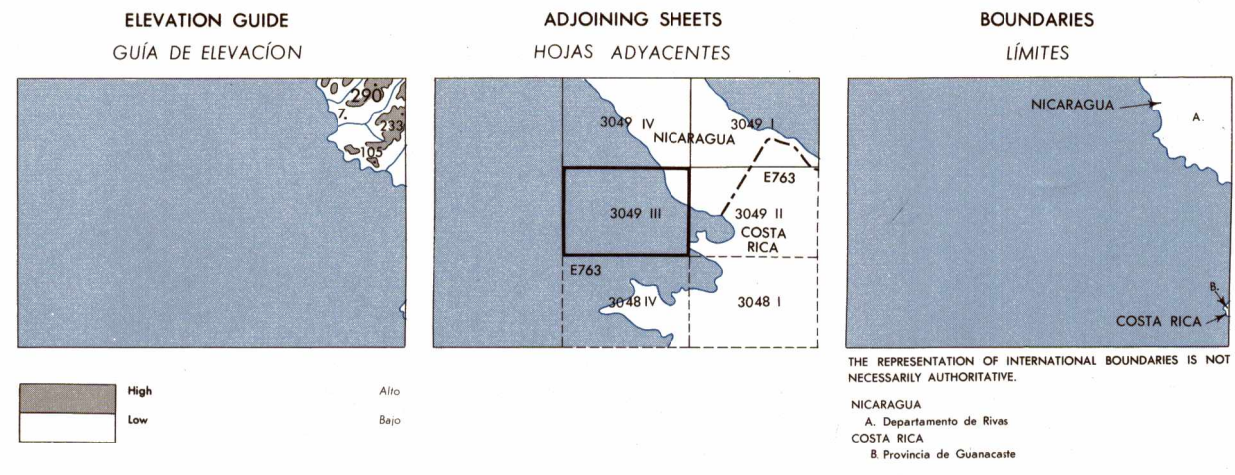 ELEVATION GUIDE
GUÍA DE ELEVACÍON
290
7.
233
105
High Alto
Low Bajo
ADJOINING SHEETS
HOJAS ADYACENTES
3049 IV
NICARAGUA
3049 I
E763
3049 III
3049 II
COSTA
RICA
E763
3048 IV
3048 I
BOUNDARIES
LÍMITES
NICARAGUA
A.
B.
COSTA RICA
THE REPRESENTATION OF INTERNATIONAL BOUNDARIES IS NOT
NECESSARILY AUTHORITATIVE.
NICARAGUA
A. Departamento de Rivas
COSTA RICA
B. Provincia de Guanacaste